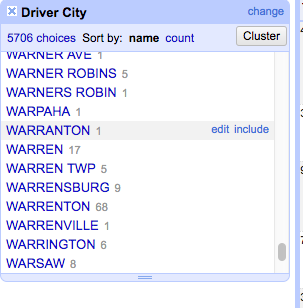 Driver City change
5706 choices Sort by: name count Cluster
WARNER AVE 1
WARNER ROBINS 5
WARNERS ROBIN 1
WARPAHA 1
WARRANTON 1 edit include
WARREN 17
WARREN TWP 5
WARRENSBURG 9
WARRENTON 68
WARRENVILLE 1
WARRINGTON 6
WARSAW 8